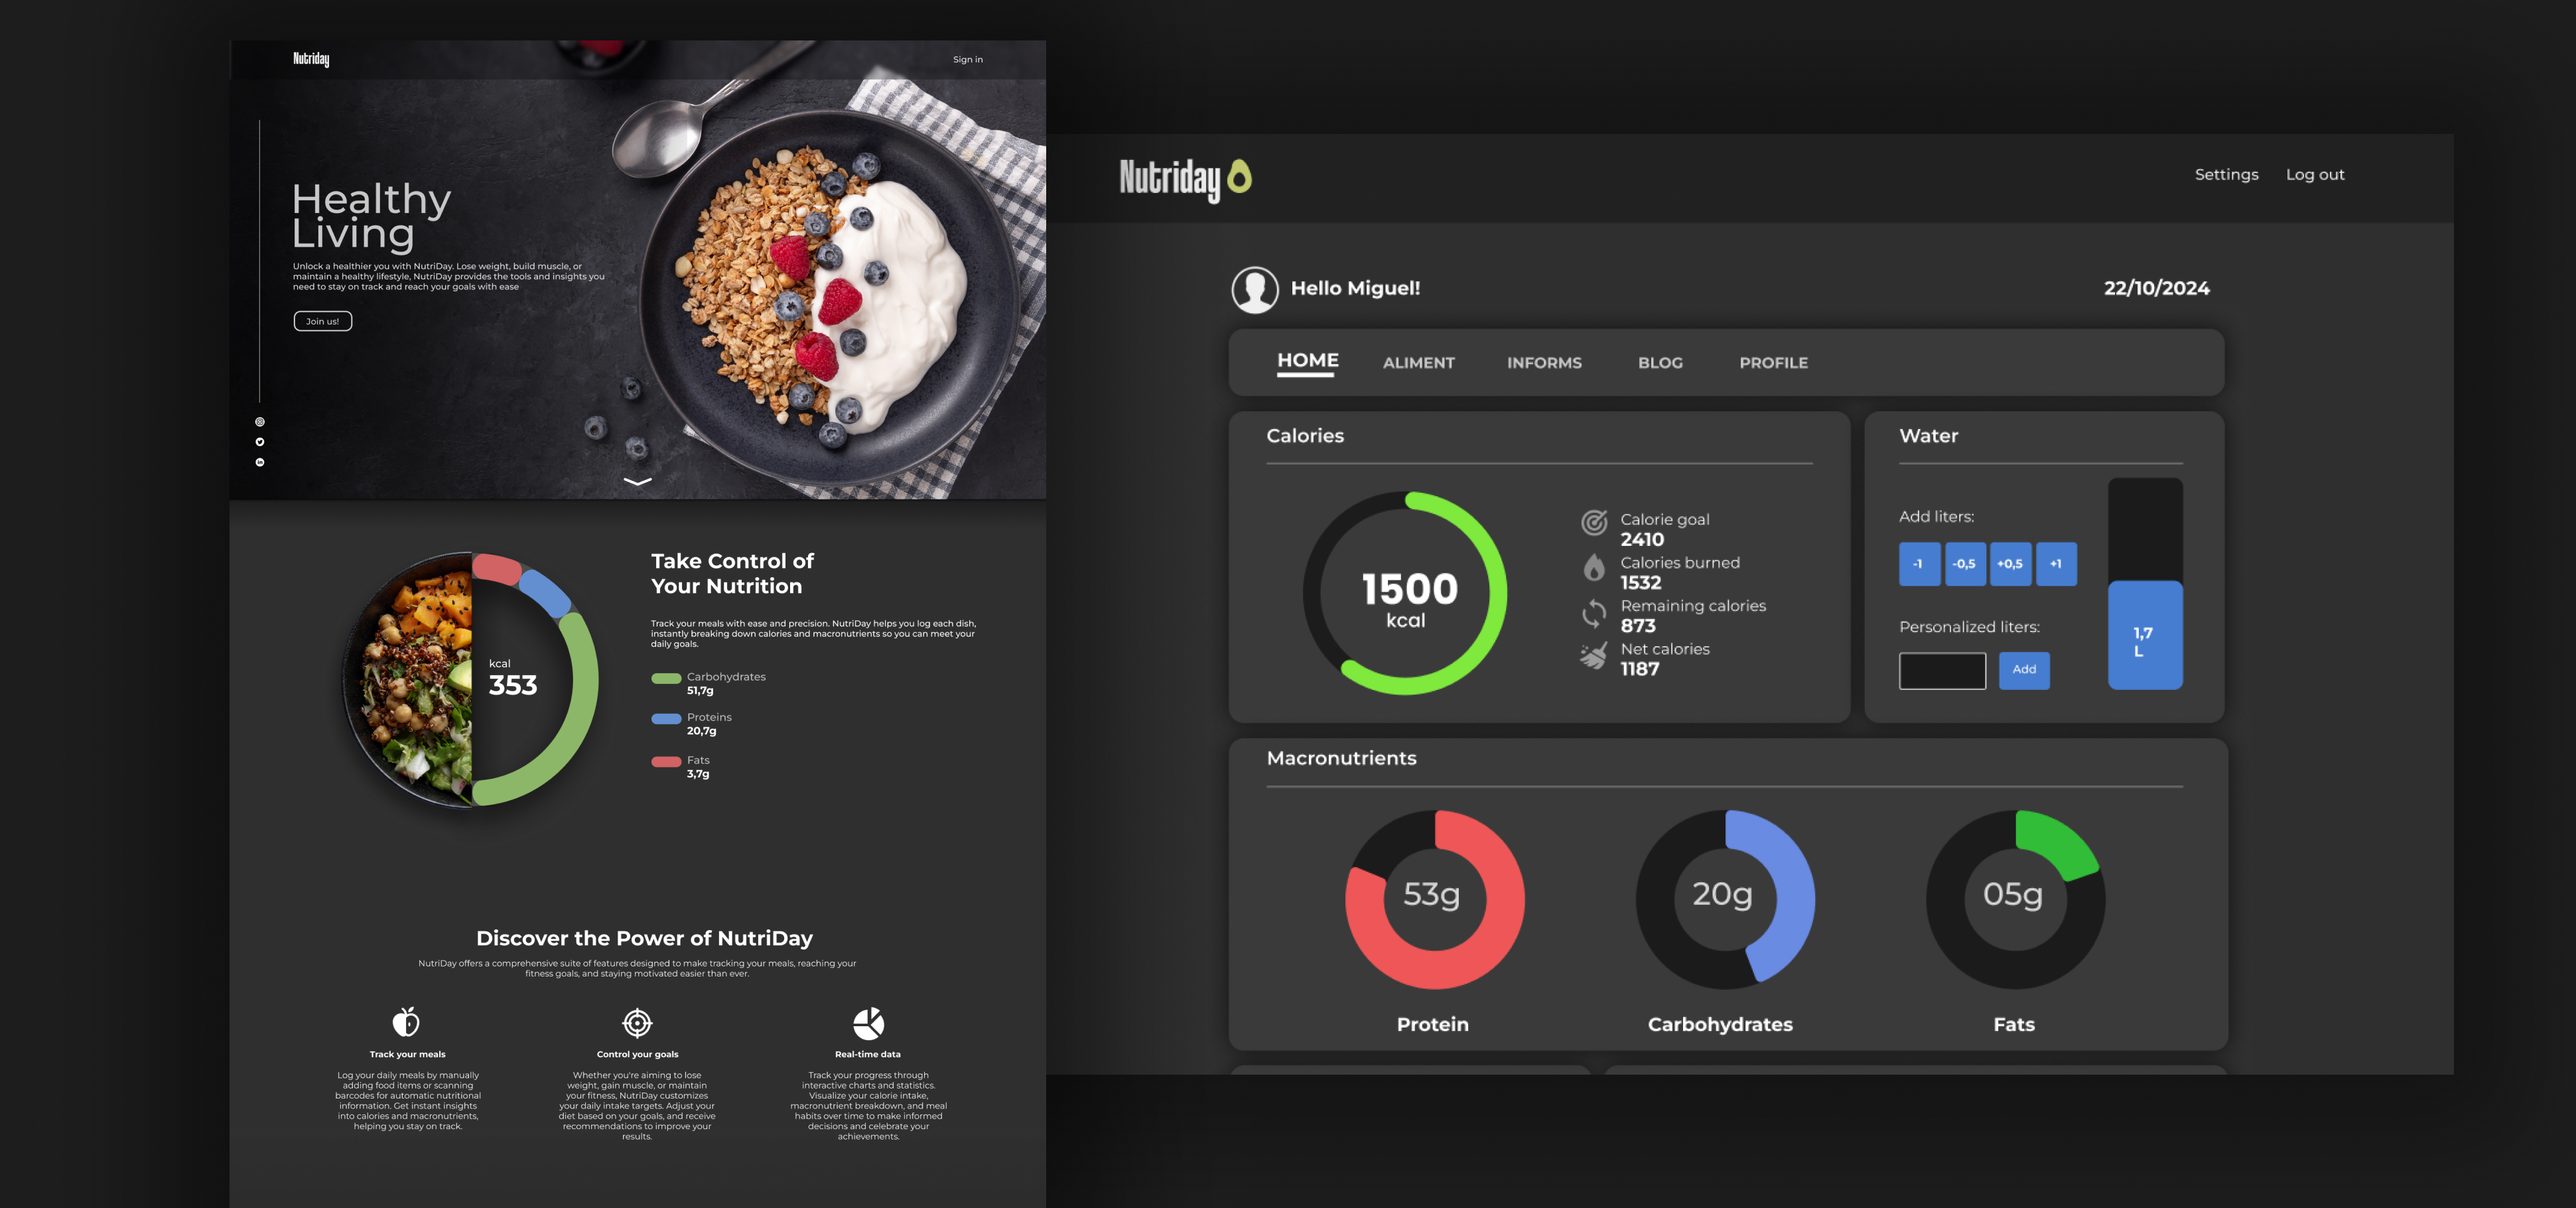 Nutriday
Sign in
Healthy
Living
Unlock a healthier you with NutriDay. Lose weight, build muscle, or
maintain a healthy lifestyle, NutriDay provides the tools and insights you
need to stay on track and reach your goals with ease
Join us!
kcal
353
Take Control of
Your Nutrition
Track your meals with ease and precision. NutriDay helps you log each dish,
instantly breaking down calories and macronutrients so you can meet your
daily goals.
Carbohydrates
51,7g
Proteins
20,7g
Fats
3,7g
Discover the Power of NutriDay
NutriDay offers a comprehensive suite of features designed to make tracking your meals, reaching your
fitness goals, and staying motivated easier than ever.
Track your meals
Log your daily meals by manually
adding food items or scanning
barcodes for automatic nutritional
information. Get instant insights
into calories and macronutrients,
helping you stay on track.
Control your goals
Whether you're aiming to lose
weight, gain muscle, or maintain
your fitness, NutriDay customizes
your daily intake targets. Adjust your
diet based on your goals, and receive
recommendations to improve your
results.
Real-time data
Track your progress through
interactive charts and statistics.
Visualize your calorie intake,
macronutrient breakdown, and meal
habits over time to make informed
decisions and celebrate your
achievements.
Nutriday
Settings
Log out
Hello Miguel!
22/10/2024
HOME
ALIMENT
INFORMS
BLOG
PROFILE
Calories
1500
kcal
Calorie goal
2410
Calories burned
1532
Remaining calories
873
Net calories
1187
Water
Add liters:
-1
-0,5
+0,5
+1
Personalized liters:
Add
1,7
L
Macronutrients
53g
Protein
20g
Carbohydrates
05g
Fats